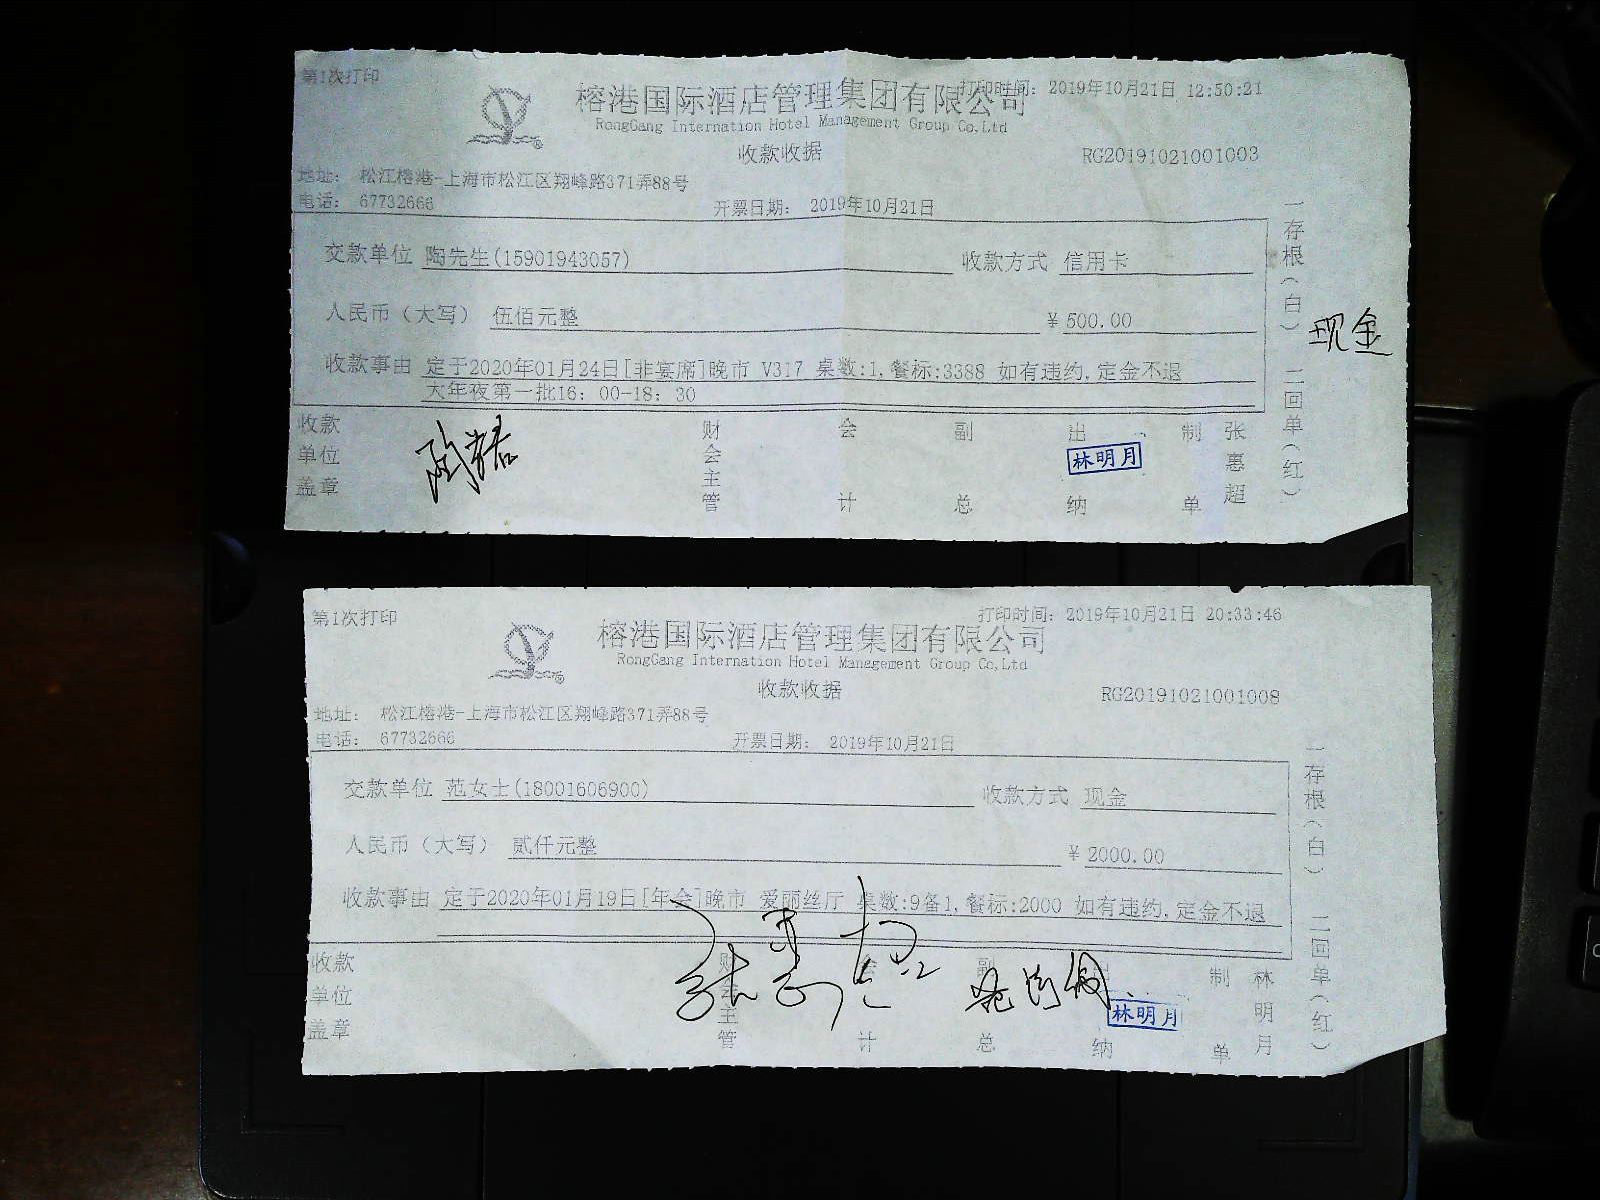 第1次打印
打印时间: 2019年10月21日 12:50:21
榕港国际酒店管理集团有限公司
RongGang Internation Hotel Management Group Co,Ltd
收款收据
RG20191021001003
地址: 松江榕港-上海市松江区翔峰路371弄88号
电话: 67732666
开票日期: 2019年10月21日
交款单位 陶先生(15901943057) 收款方式 信用卡
人民币（大写） 伍佰元整 ¥500.00
收款事由 定于2020年01月24日[非宴席]晚市 V317 桌数:1,餐标:3388 如有违约,定金不退
大年夜第一批16: 00-18: 30
收款单位盖章
财会主管
会计
副总
出纳
林明月
制单
张惠超
一存根(白) 二回单(红)
现金
第1次打印
打印时间: 2019年10月21日 20:33:46
榕港国际酒店管理集团有限公司
RongGang Internation Hotel Management Group Co,Ltd
收款收据
RG20191021001008
地址: 松江榕港-上海市松江区翔峰路371弄88号
电话: 67732666
开票日期: 2019年10月21日
交款单位 范女士(18001606900) 收款方式 现金
人民币（大写） 贰仟元整 ¥2000.00
收款事由 定于2020年01月19日[年会]晚市 爱丽丝厅 桌数:9备1,餐标:2000 如有违约,定金不退
收款单位盖章
张惠超
财会主管
会计
副总
出纳
林明月
制单
林明月
一存根(白) 二回单(红)